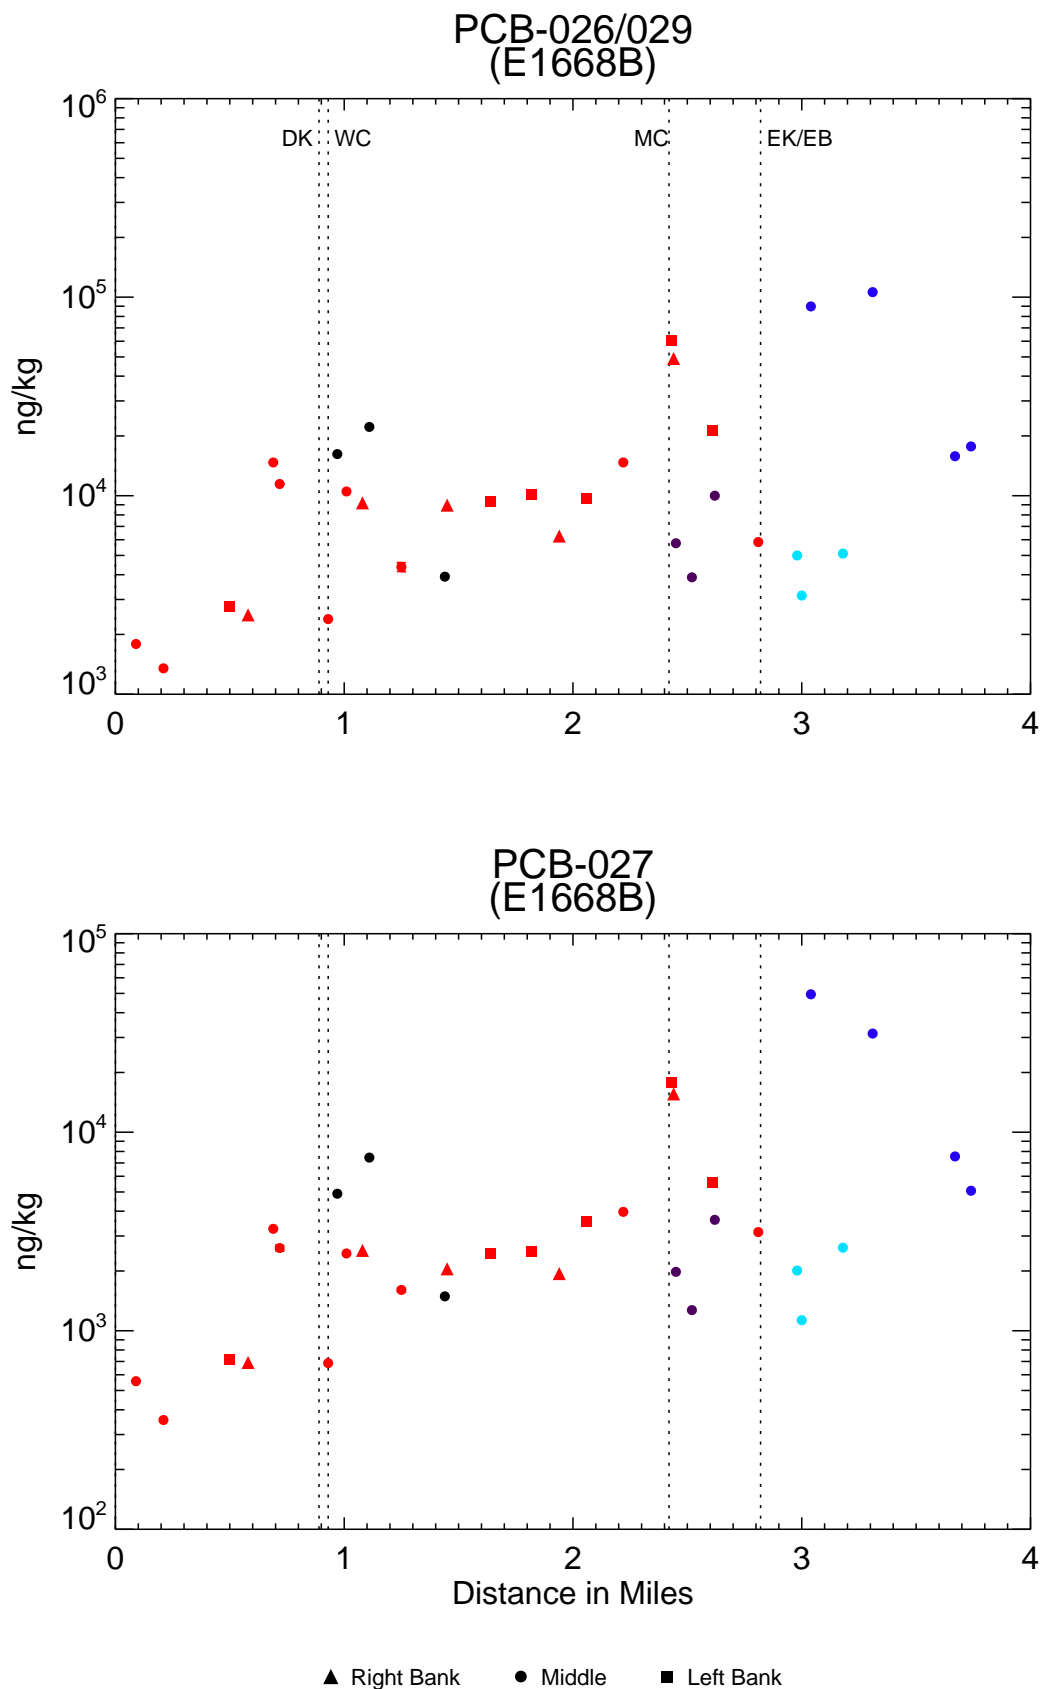 PCB-026/029
(E1668B)
10^6
DK WC MC EK/EB
10^5
ng/kg
10^4
10^3
0 1 2 3 4
PCB-027
(E1668B)
10^5
10^4
ng/kg
10^3
10^2
0 1 2 3 4
Distance in Miles
Right Bank Middle Left Bank